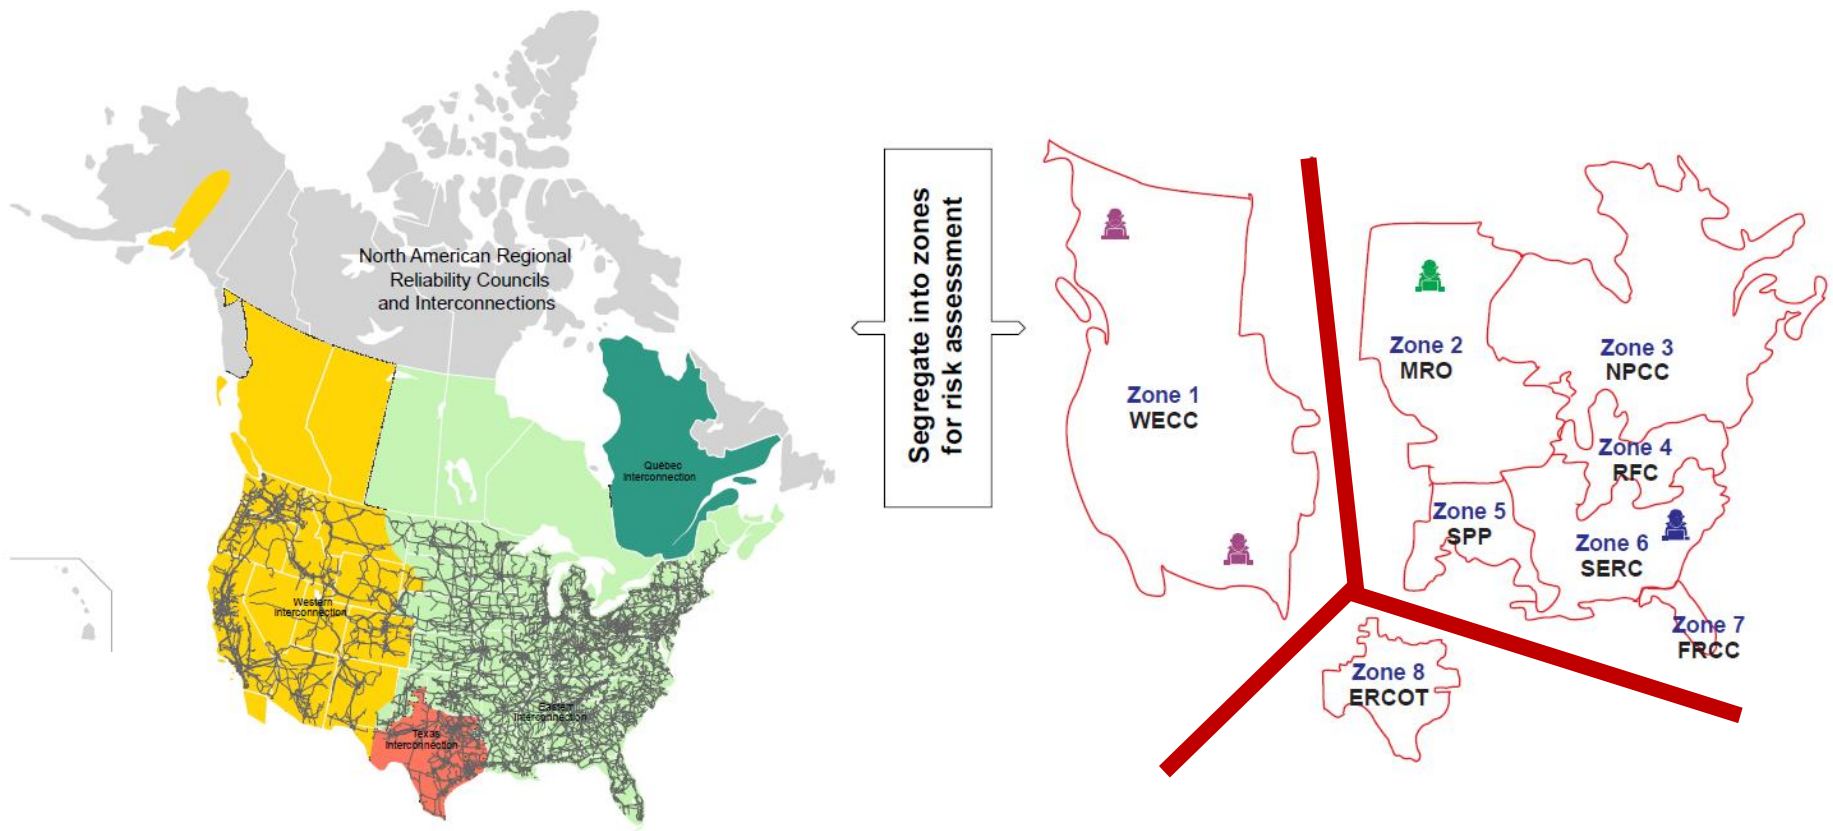 North American Regional
Reliability Councils
and Interconnections
Québec
Interconnection
Western
Interconnection
Eastern
Interconnection
Texas
Interconnection
Segregate into zones
for risk assessment
Zone 1
WECC
Zone 2
MRO
Zone 3
NPCC
Zone 4
RFC
Zone 5
SPP
Zone 6
SERC
Zone 7
FRCC
Zone 8
ERCOT